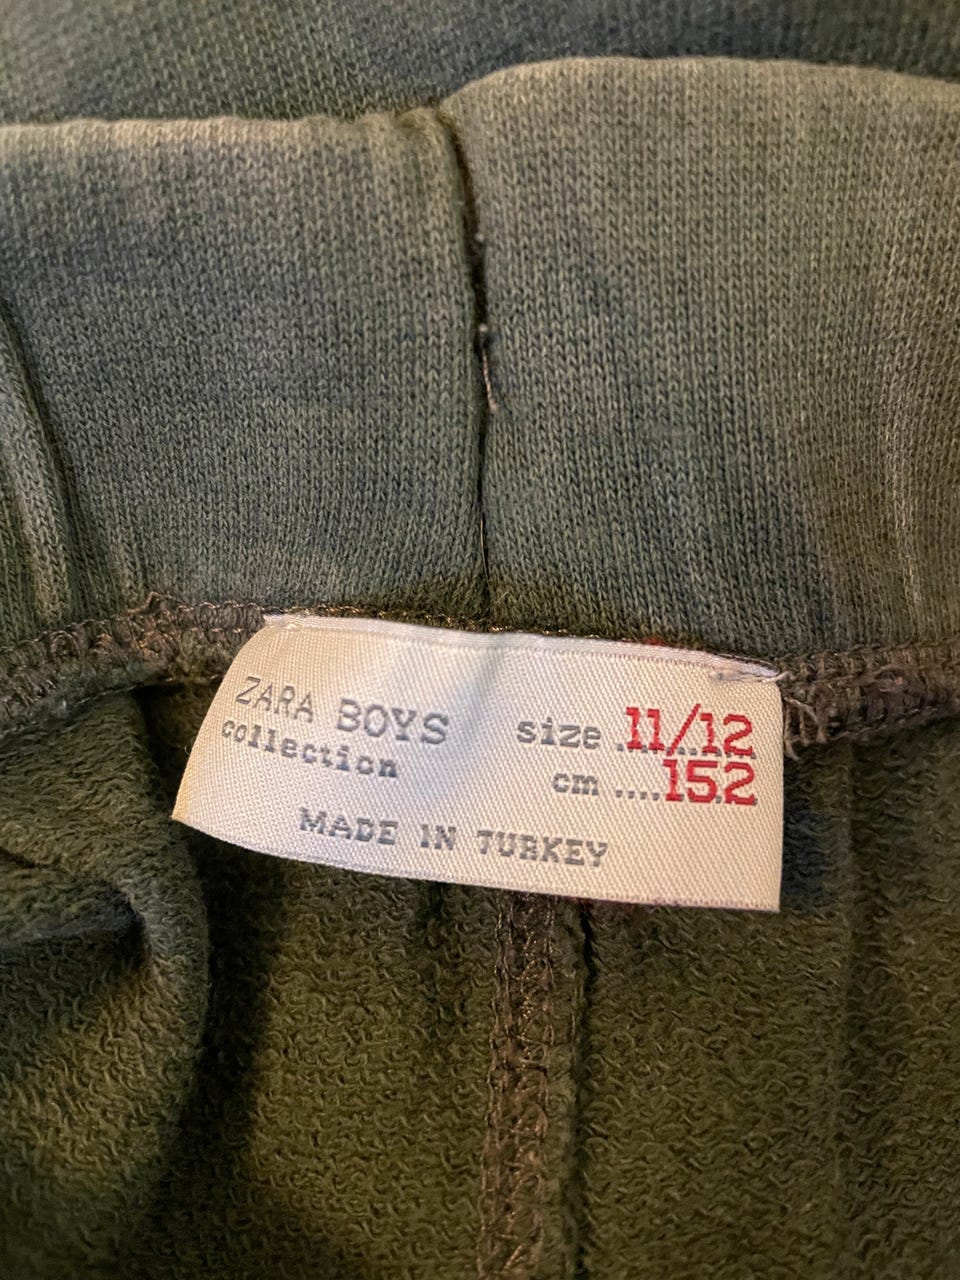 ZARA BOYS
collection
size ....11/12
cm ....152
MADE IN TURKEY